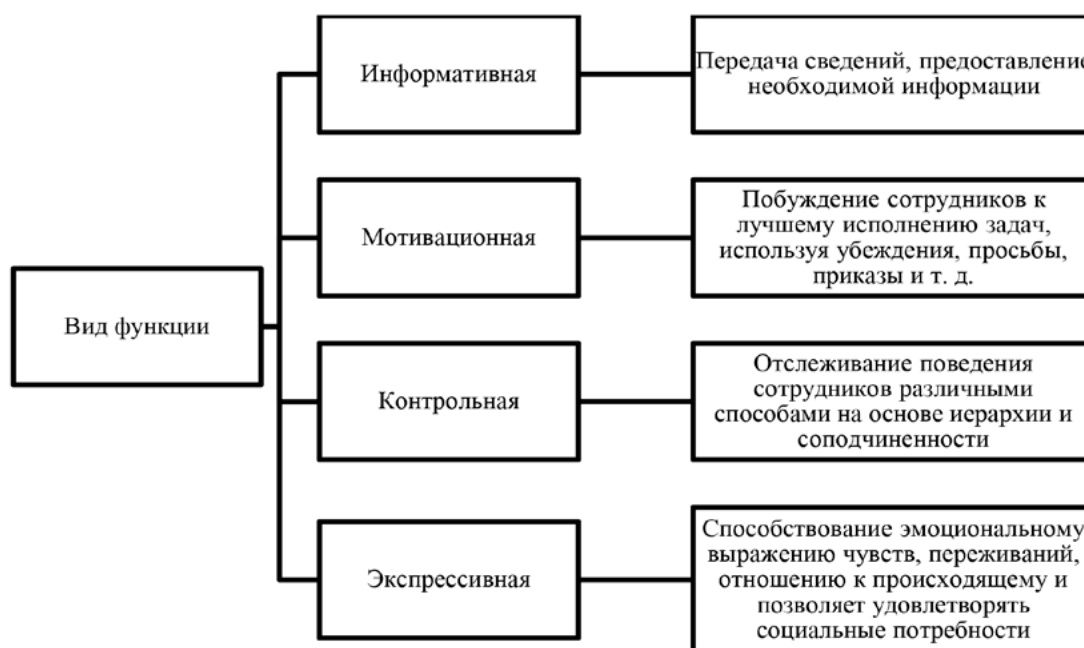 Вид функции
Информативная
Передача сведений, предоставление
необходимой информации
Мотивационная
Побуждение сотрудников к
лучшему исполнению задач,
используя убеждения, просьбы,
приказы и т. д.
Контрольная
Отслеживание поведения
сотрудников различными
способами на основе иерархии и
соподчиненности
Экспрессивная
Способствование эмоциональному
выражению чувств, переживаний,
отношению к происходящему и
позволяет удовлетворять
социальные потребности